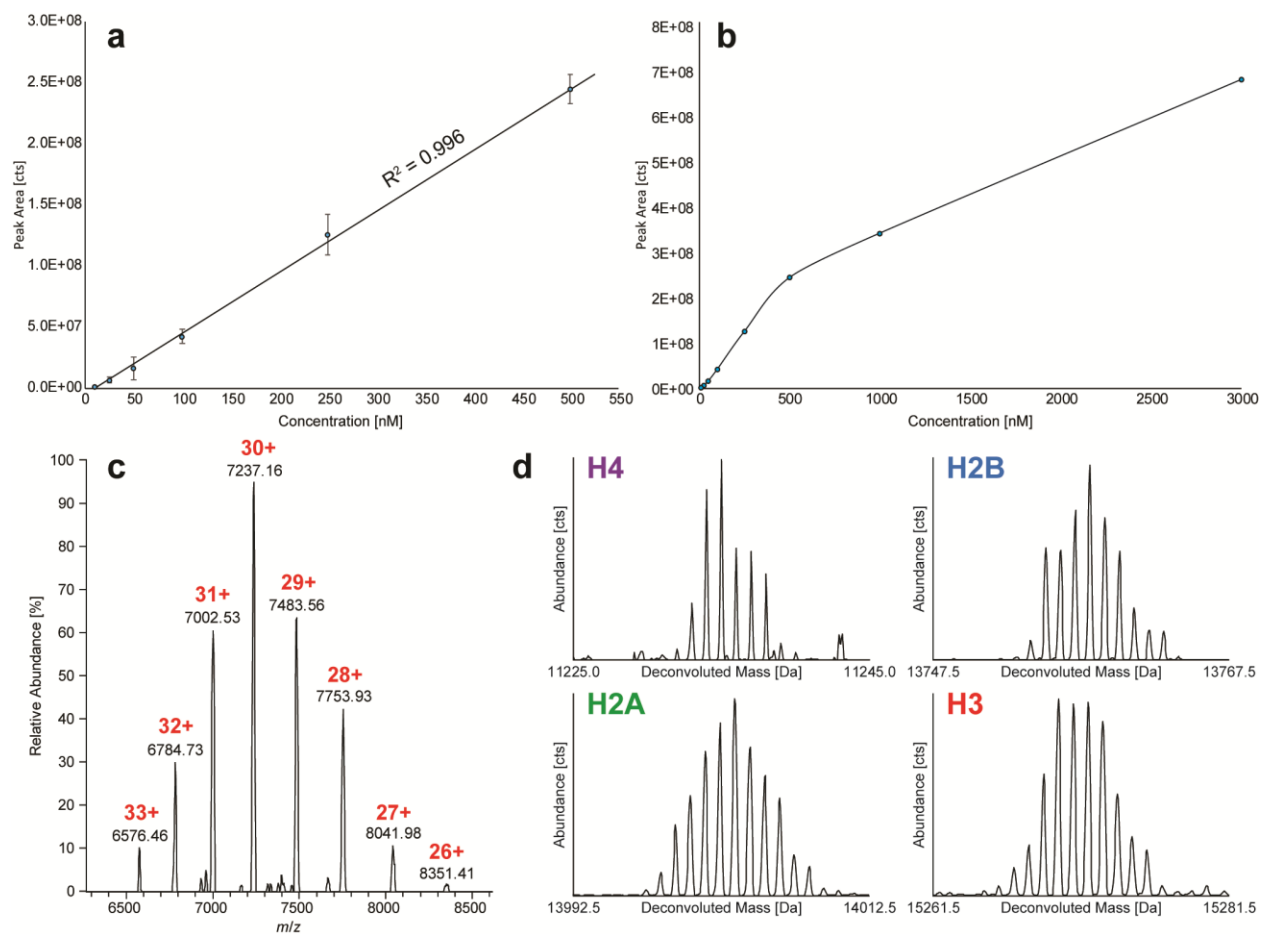 a
3.0E+08
2.5E+08
2.0E+08
1.5E+08
1.0E+08
5.0E+07
0.0E+00
Peak Area [cts]
R² = 0.996
0 50 100 150 200 250 300 350 400 450 500 550
Concentration [nM]
b
8E+08
7E+08
6E+08
5E+08
4E+08
3E+08
2E+08
1E+08
0E+00
Peak Area [cts]
0 500 1000 1500 2000 2500 3000
Concentration [nM]
c
100
90
80
70
60
50
40
30
20
10
0
Relative Abundance [%]
33+
6576.46
32+
6784.73
31+
7002.53
30+
7237.16
29+
7483.56
28+
7753.93
27+
8041.98
26+
8351.41
6500 7000 7500 8000 8500
m/z
d
H4
Abundance [cts]
11225.0 Deconvoluted Mass [Da] 11245.0
H2B
Abundance [cts]
13747.5 Deconvoluted Mass [Da] 13767.5
H2A
Abundance [cts]
13992.5 Deconvoluted Mass [Da] 14012.5
H3
Abundance [cts]
15261.5 Deconvoluted Mass [Da] 15281.5